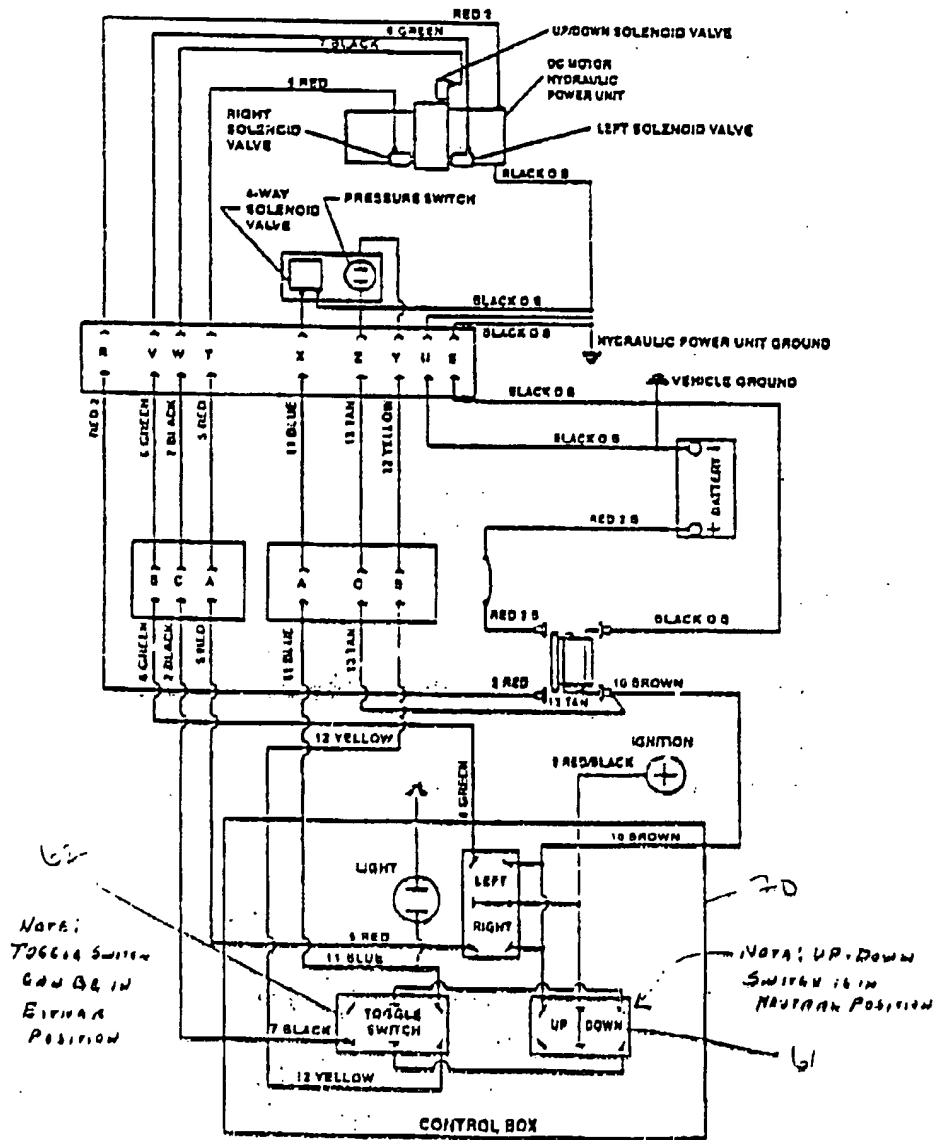 RED 2
6 GREEN
7 BLACK
UP/DOWN SOLENOID VALVE
DC MOTOR
HYDRAULIC
POWER UNIT
5 RED
RIGHT
SOLENOID
VALVE
LEFT SOLENOID VALVE
BLACK 0 8
4-WAY
SOLENOID
VALVE
PRESSURE SWITCH
BLACK 0 8
BLACK 0 8
HYDRAULIC POWER UNIT GROUND
R V W T X Z Y U S
VEHICLE GROUND
BLACK 0 8
RED 2
6 GREEN
7 BLACK
5 RED
11 BLUE
13 TAN
12 YELLOW
BLACK 0 8
BATTERY
- +
RED 2 8
B C A
A C B
6 GREEN
7 BLACK
5 RED
11 BLUE
13 TAN
RED 2 8
BLACK 0 8
2 RED
10 BROWN
13 TAN
12 YELLOW
IGNITION
RED/BLACK
6 GREEN
10 BROWN
LIGHT
LEFT
RIGHT
62
70
NOTE:
TOGGLE SWITCH
CAN BE IN
EITHER
POSITION
5 RED
11 BLUE
NOTE: UP-DOWN
SWITCH IS IN
NEUTRAL POSITION
TOGGLE
SWITCH
7 BLACK
UP DOWN
61
12 YELLOW
CONTROL BOX